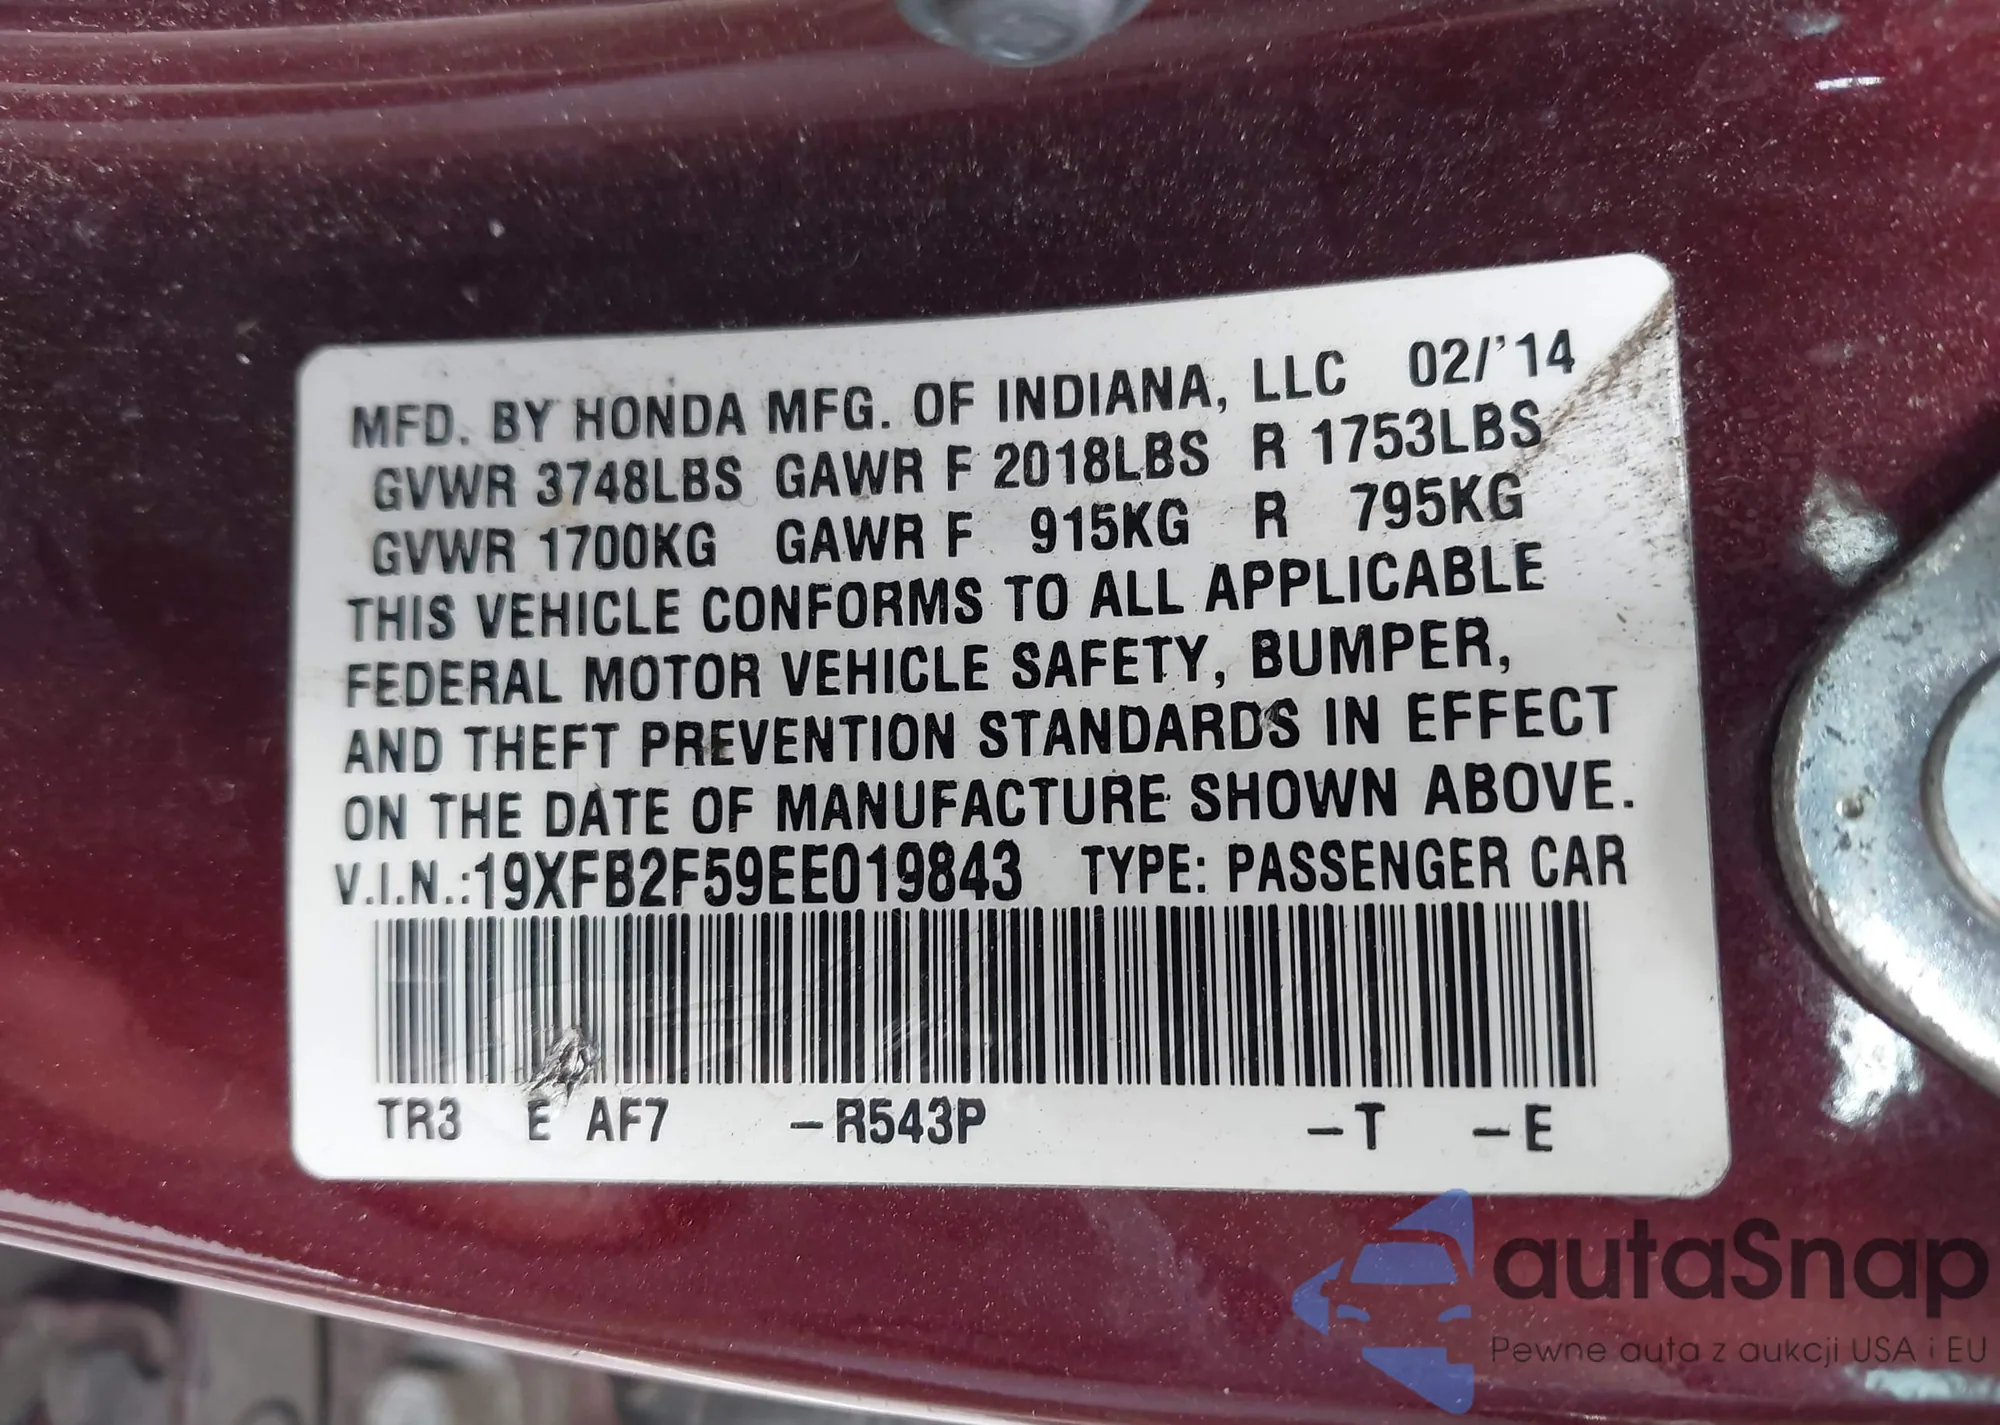 MFD. BY HONDA MFG. OF INDIANA, LLC 02/'14
GVWR 3748LBS GAWR F 2018LBS R 1753LBS
GVWR 1700KG GAWR F 915KG R 795KG
THIS VEHICLE CONFORMS TO ALL APPLICABLE
FEDERAL MOTOR VEHICLE SAFETY, BUMPER,
AND THEFT PREVENTION STANDARDS IN EFFECT
ON THE DATE OF MANUFACTURE SHOWN ABOVE.
V.I.N.:19XFB2F59EE019843 TYPE: PASSENGER CAR
TR3 E AF7 –R543P –T –E
autaSnap
Pewne auta z aukcji USA i EU